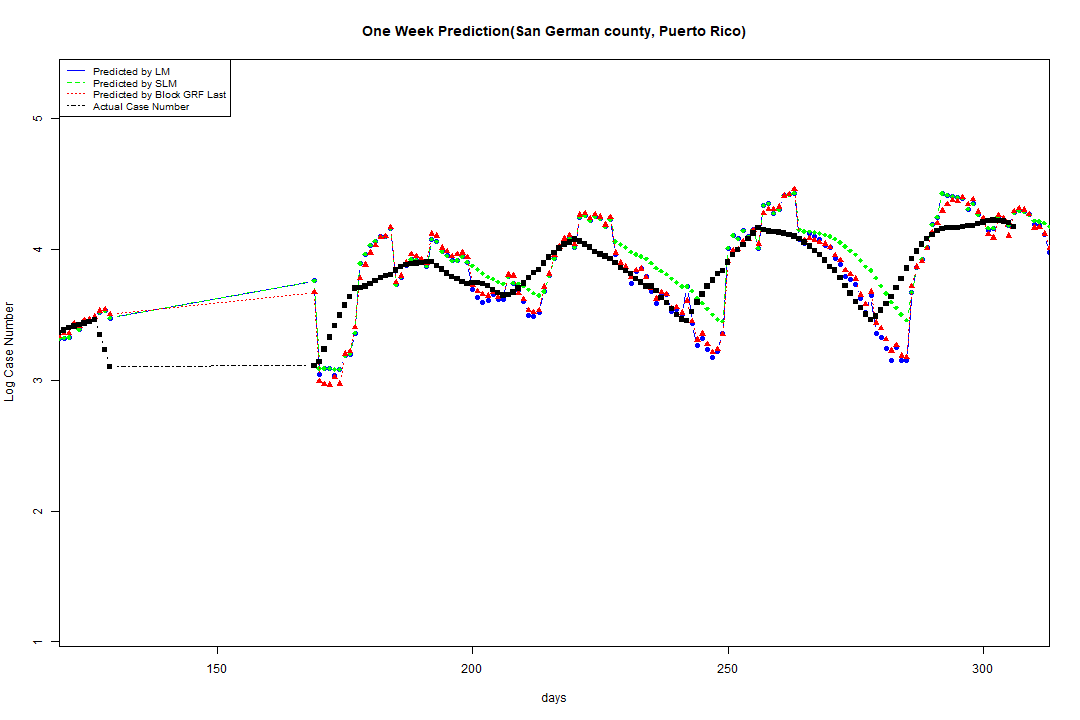 One Week Prediction(San German county, Puerto Rico)
Predicted by LM
Predicted by SLM
Predicted by Block GRF Last
Actual Case Number
5
4
3
2
1
Log Case Number
150 200 250 300
days